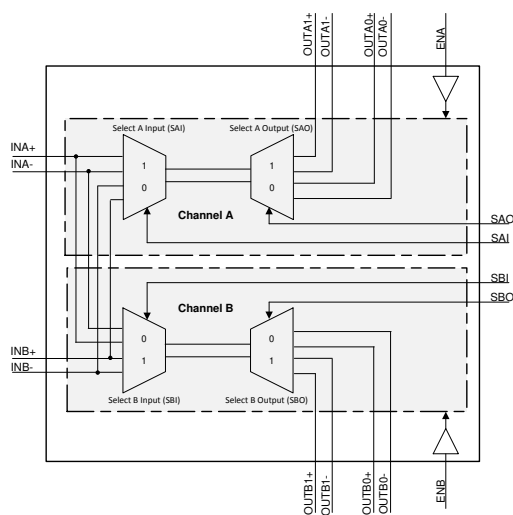 OUTA1+
OUTA1-
OUTA0+
OUTA0-
ENA
Select A Input (SAI)
Select A Output (SAO)
INA+
INA-
1
0
1
0
Channel A
SAO
SAI
SBI
SBO
Channel B
INB+
INB-
0
1
0
1
Select B Input (SBI)
Select B Output (SBO)
OUTB1+
OUTB1-
OUTB0+
OUTB0-
ENB